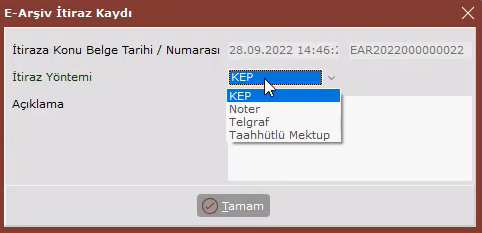 E-Arşiv İtiraz Kaydı
İtiraza Konu Belge Tarihi / Numarası 28.09.2022 14:46:2 EAR2022000000022
İtiraz Yöntemi KEP
KEP
Açıklama
Noter
Telgraf
Taahhütlü Mektup
Tamam